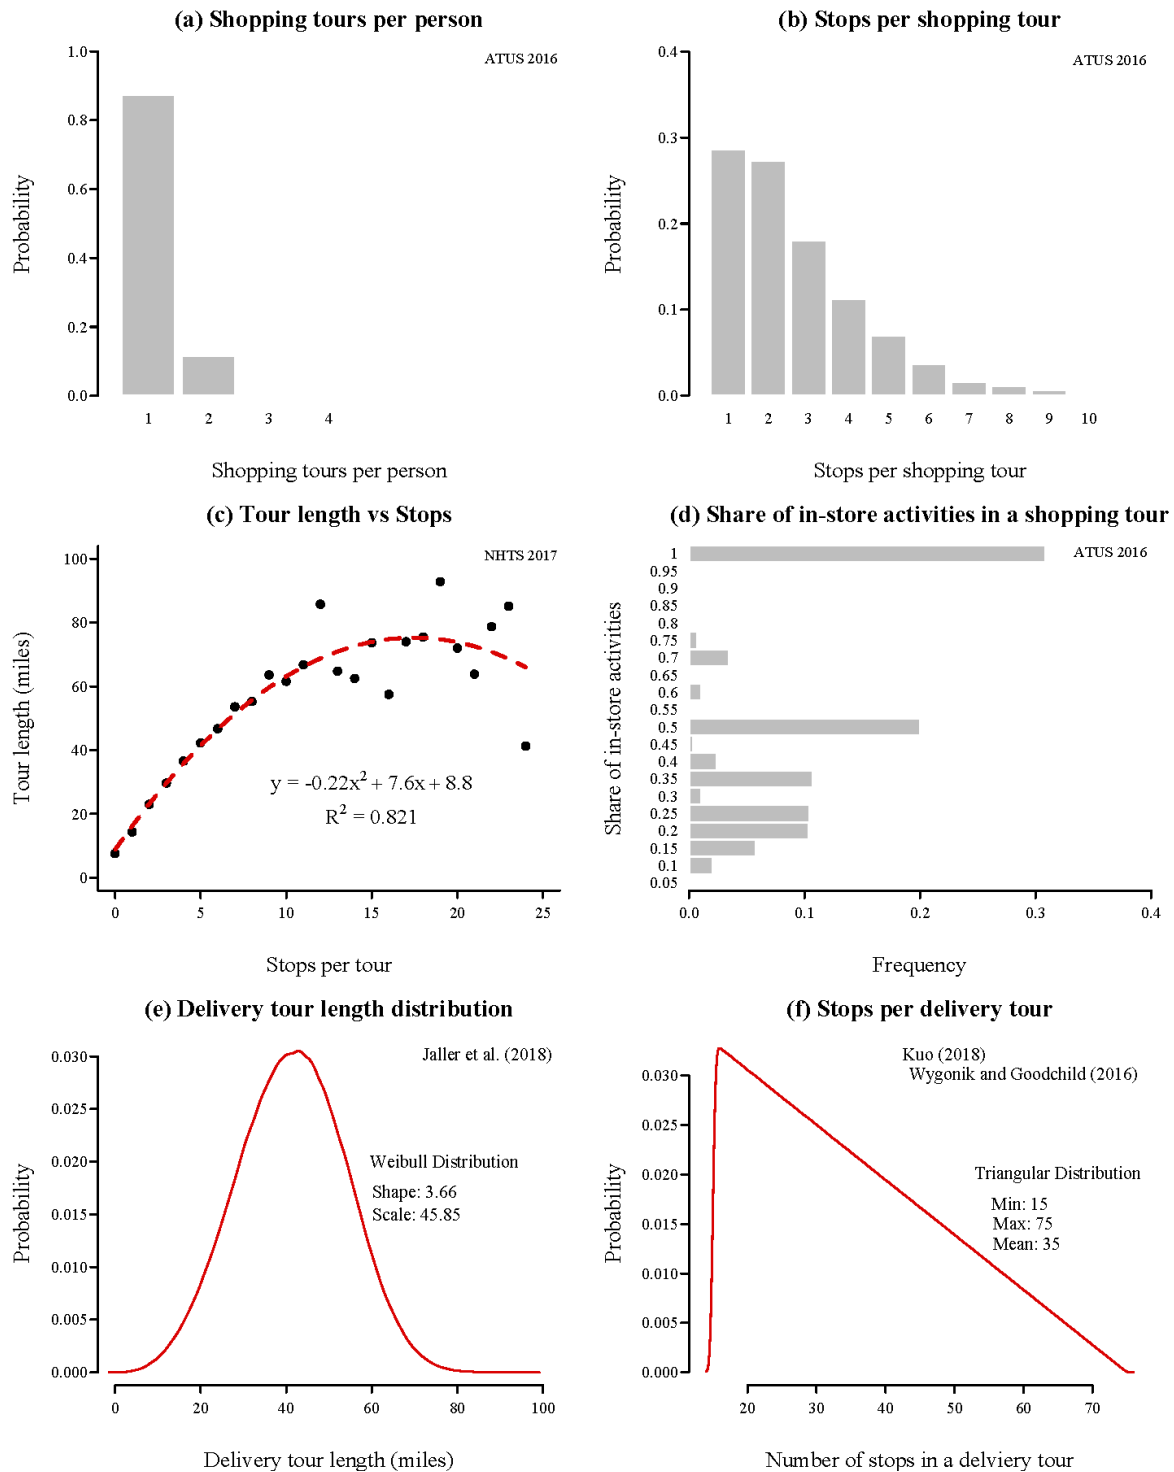 (a) Shopping tours per person
ATUS 2016
1.0
0.8
0.6
0.4
0.2
0.0
Probability
1 2 3 4
Shopping tours per person
(b) Stops per shopping tour
ATUS 2016
0.4
0.3
0.2
0.1
0.0
Probability
1 2 3 4 5 6 7 8 9 10
Stops per shopping tour
(c) Tour length vs Stops
NHTS 2017
100
80
60
40
20
0
Tour length (miles)
y = -0.22x² + 7.6x + 8.8
R² = 0.821
0 5 10 15 20 25
Stops per tour
(d) Share of in-store activities in a shopping tour
ATUS 2016
1
0.95
0.9
0.85
0.8
0.75
0.7
0.65
0.6
0.55
0.5
0.45
0.4
0.35
0.3
0.25
0.2
0.15
0.1
0.05
Share of in-store activities
0.0 0.1 0.2 0.3 0.4
Frequency
(e) Delivery tour length distribution
Jaller et al. (2018)
0.030
0.025
0.020
0.015
0.010
0.005
0.000
Probability
Weibull Distribution
Shape: 3.66
Scale: 45.85
0 20 40 60 80 100
Delivery tour length (miles)
(f) Stops per delivery tour
Kuo (2018)
Wygonik and Goodchild (2016)
0.030
0.025
0.020
0.015
0.010
0.005
0.000
Probability
Triangular Distribution
Min: 15
Max: 75
Mean: 35
20 30 40 50 60 70
Number of stops in a delviery tour